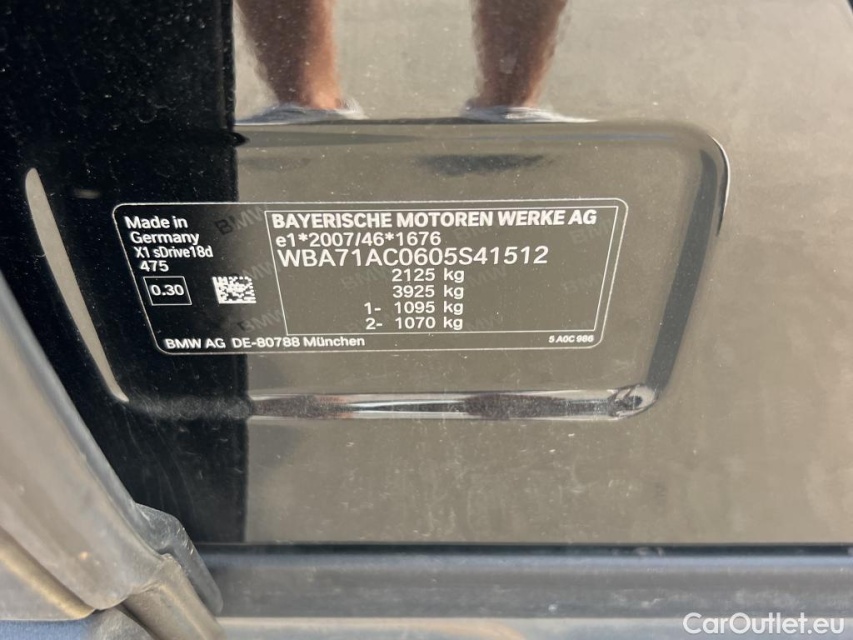 Made in
Germany
X1 sDrive18d
475
0.30
BAYERISCHE MOTOREN WERKE AG
e1*2007/46*1676
WBA71AC0605S41512
2125 kg
3925 kg
1- 1095 kg
2- 1070 kg
BMW AG DE-80788 München
5 A0C 986
CarOutlet.eu